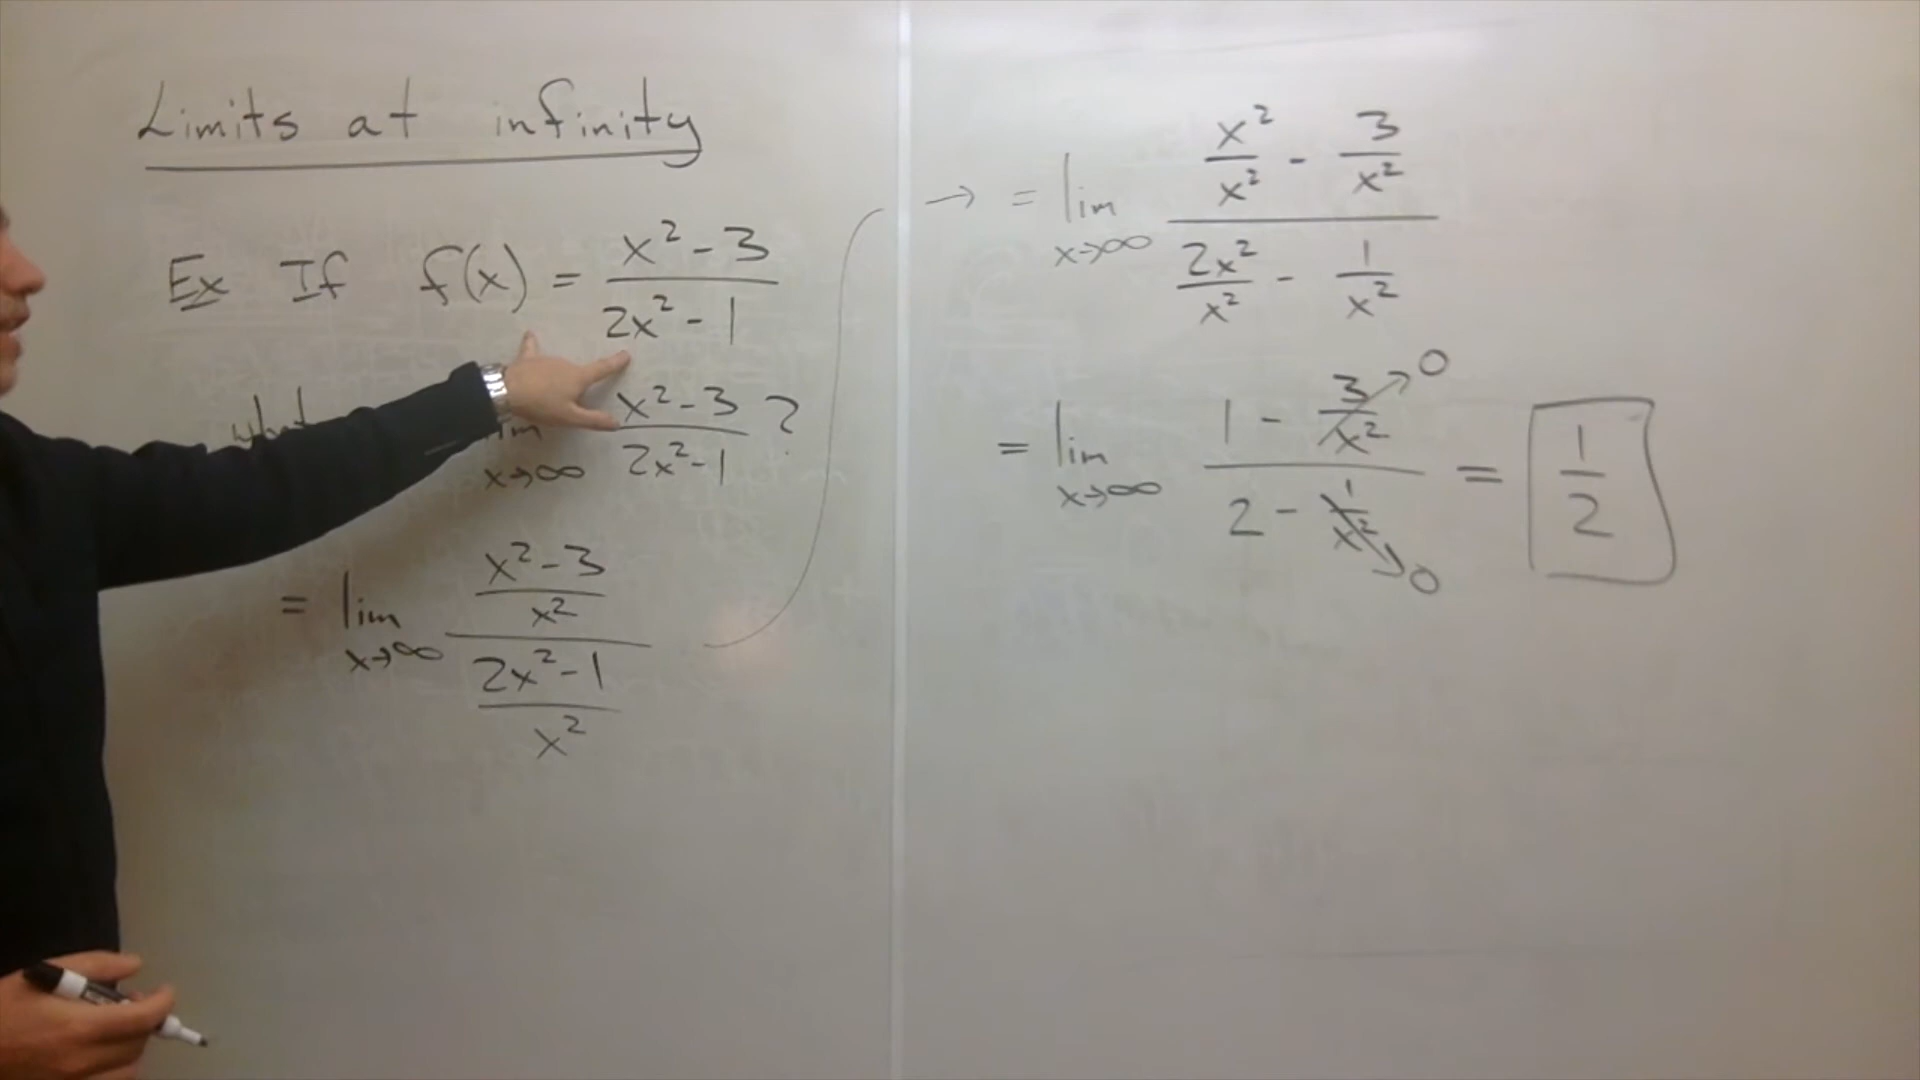 Limits at infinity
Ex If f(x) = x² - 3
2x² - 1
what lim x→∞ x² - 3 ?
2x² - 1
= lim x→∞ x² - 3
x²
2x² - 1
x²
→ = lim x→∞ x² - 3
x² x²
2x² - 1
x² x²
= lim x→∞ 1 - 3 → 0
x²
2 - 1
x² → 0
= 1
2